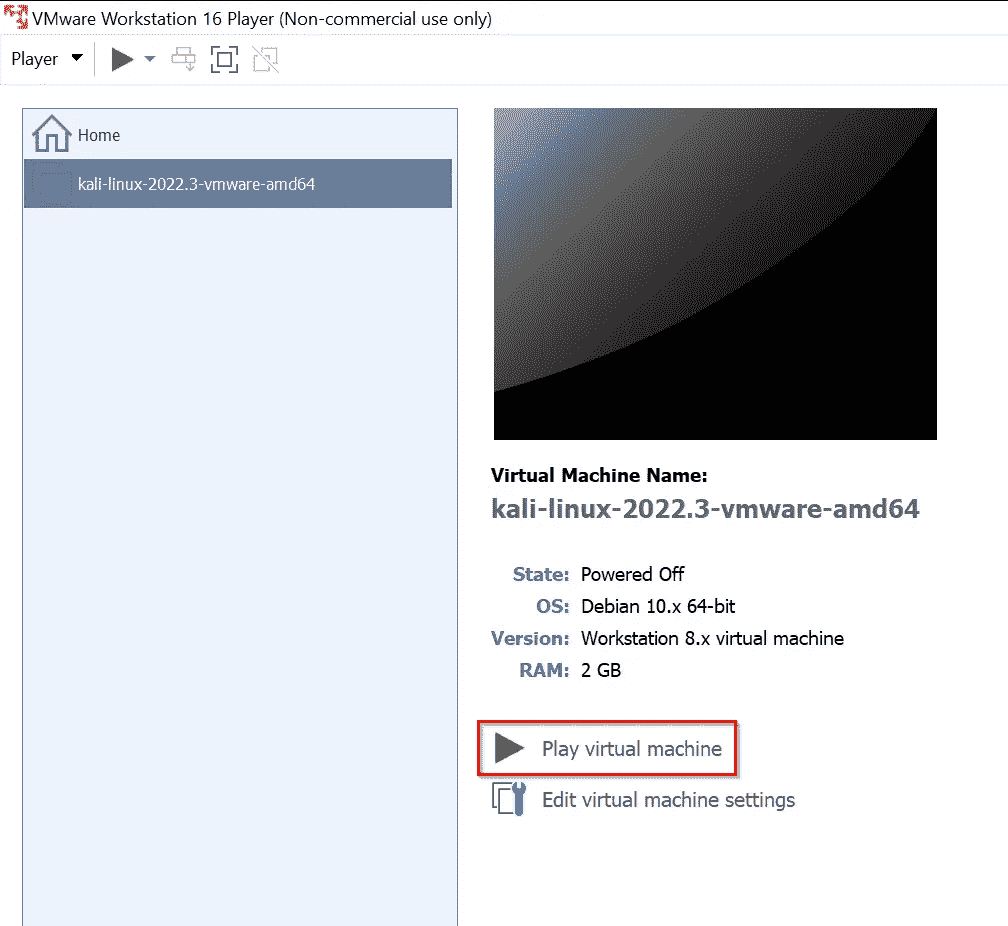 VMware Workstation 16 Player (Non-commercial use only)
Player
Home
kali-linux-2022.3-vmware-amd64
Virtual Machine Name:
kali-linux-2022.3-vmware-amd64
State: Powered Off
OS: Debian 10.x 64-bit
Version: Workstation 8.x virtual machine
RAM: 2 GB
Play virtual machine
Edit virtual machine settings